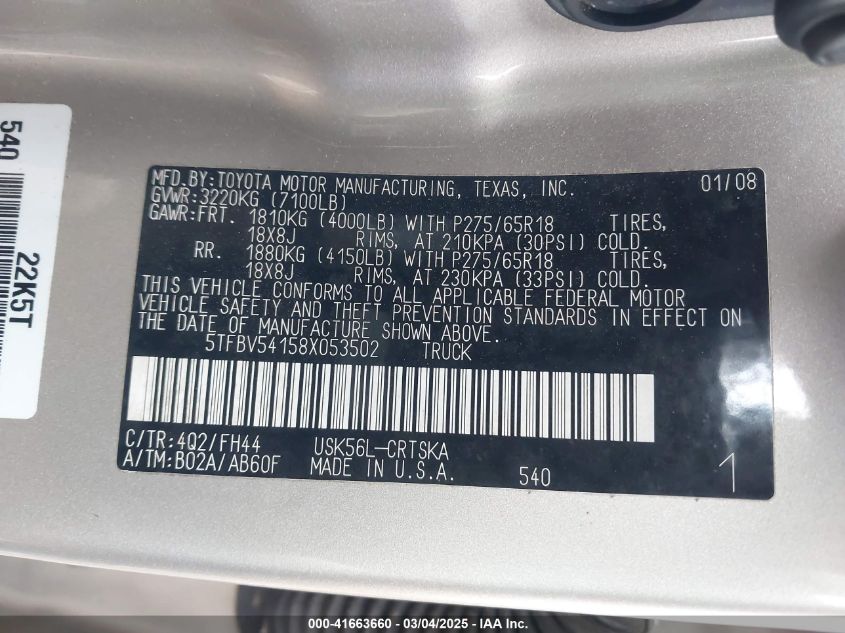 540
22K5T
MFD.BY:TOYOTA MOTOR MANUFACTURING, TEXAS, INC. 01/08
GVWR:3220KG (7100LB)
GAWR:FRT. 1810KG (4000LB) WITH P275/65R18 TIRES,
18X8J RIMS, AT 210KPA (30PSI) COLD.
RR. 1880KG (4150LB) WITH P275/65R18 TIRES,
18X8J RIMS, AT 230KPA (33PSI) COLD.
THIS VEHICLE CONFORMS TO ALL APPLICABLE FEDERAL MOTOR
VEHICLE SAFETY AND THEFT PREVENTION STANDARDS IN EFFECT ON
THE DATE OF MANUFACTURE SHOWN ABOVE.
5TFBV54158X053502 TRUCK
C/TR:4Q2/FH44 USK56L-CRTSKA
A/TM:B02A/AB60F MADE IN U.S.A. 540 1
000-41663660 — 03/04/2025 — IAA Inc.